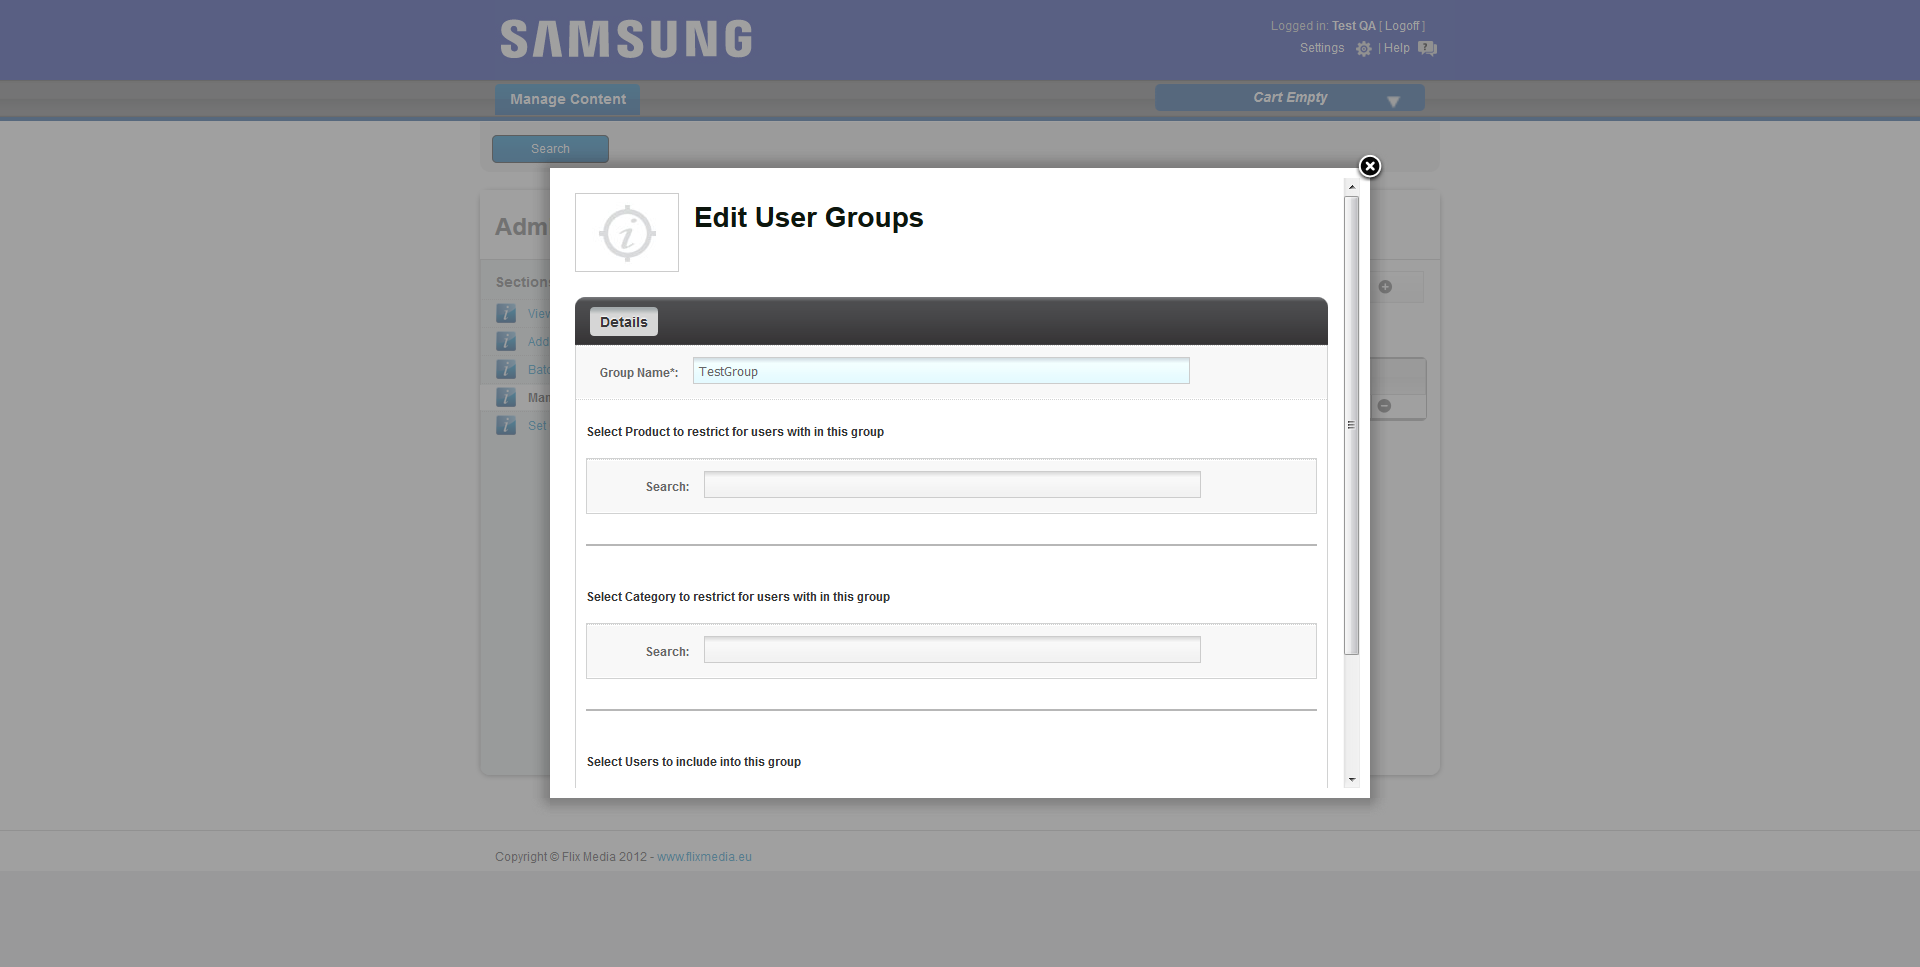 SAMSUNG
Logged in: Test QA [ Logoff ]
Settings | Help
Manage Content
Cart Empty
Search
Adm
Edit User Groups
Sections
View
Add
Batc
Man
Set
Details
Group Name*: TestGroup
Select Product to restrict for users with in this group
Search:
Select Category to restrict for users with in this group
Search:
Select Users to include into this group
Copyright © Flix Media 2012 - www.flixmedia.eu